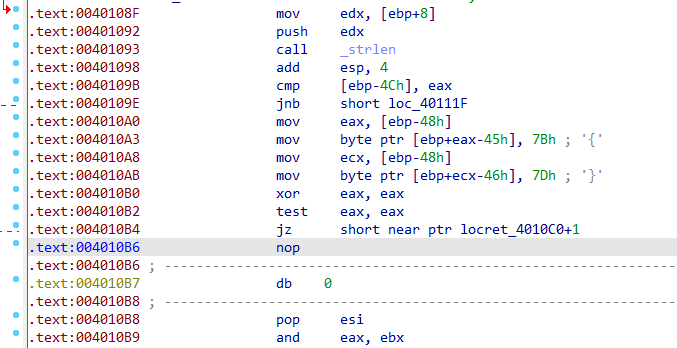 .text:0040108F mov edx, [ebp+8]
.text:00401092 push edx
.text:00401093 call _strlen
.text:00401098 add esp, 4
.text:0040109B cmp [ebp-4Ch], eax
.text:0040109E jnb short loc_40111F
.text:004010A0 mov eax, [ebp-48h]
.text:004010A3 mov byte ptr [ebp+eax-45h], 7Bh ; '{'
.text:004010A8 mov ecx, [ebp-48h]
.text:004010AB mov byte ptr [ebp+ecx-46h], 7Dh ; '}'
.text:004010B0 xor eax, eax
.text:004010B2 test eax, eax
.text:004010B4 jz short near ptr locret_4010C0+1
.text:004010B6 nop
.text:004010B6 ; ---------------------------------------------------------------
.text:004010B7 db 0
.text:004010B8 ; ---------------------------------------------------------------
.text:004010B8 pop esi
.text:004010B9 and eax, ebx